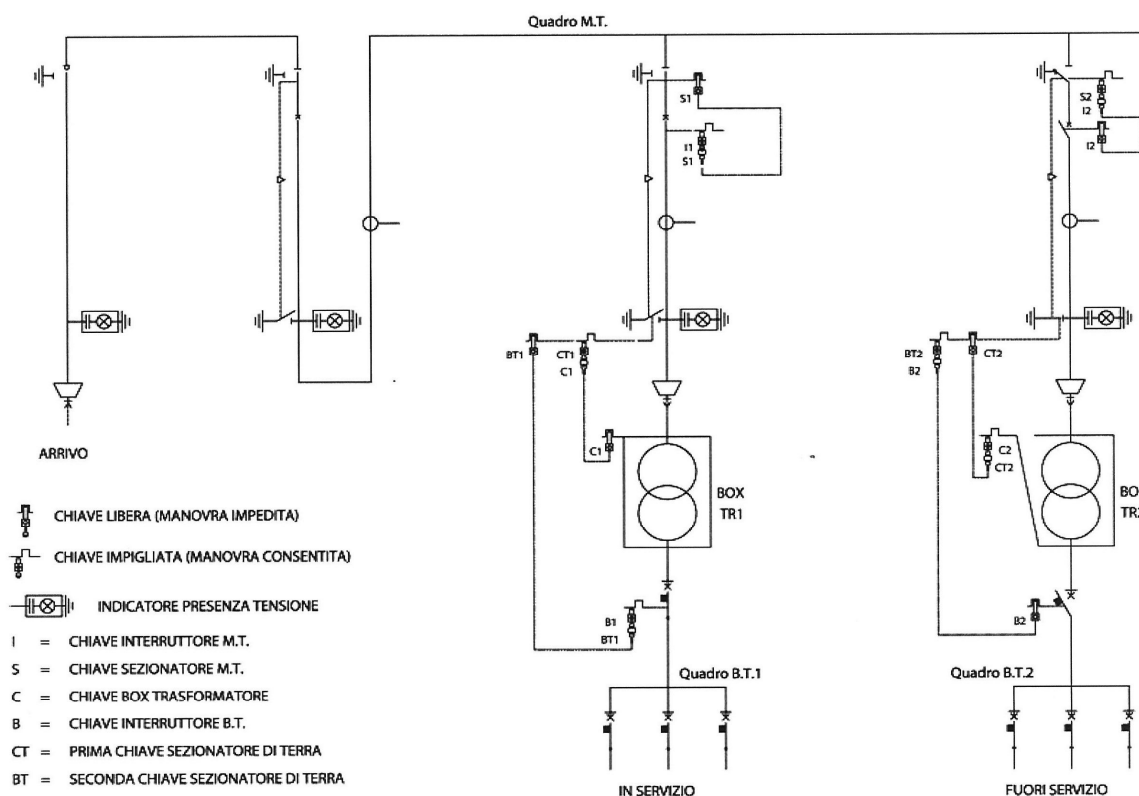 Quadro M.T.
S1
I1
S1
S2
I2
I2
BT1
CT1
C1
BT2
B2
CT2
C1
C2
CT2
BOX
TR1
B1
BT1
B2
ARRIVO
CHIAVE LIBERA (MANOVRA IMPEDITA)
CHIAVE IMPIGLIATA (MANOVRA CONSENTITA)
INDICATORE PRESENZA TENSIONE
I = CHIAVE INTERRUTTORE M.T.
S = CHIAVE SEZIONATORE M.T.
C = CHIAVE BOX TRASFORMATORE
B = CHIAVE INTERRUTTORE B.T.
CT = PRIMA CHIAVE SEZIONATORE DI TERRA
BT = SECONDA CHIAVE SEZIONATORE DI TERRA
Quadro B.T.1
Quadro B.T.2
IN SERVIZIO
FUORI SERVIZIO